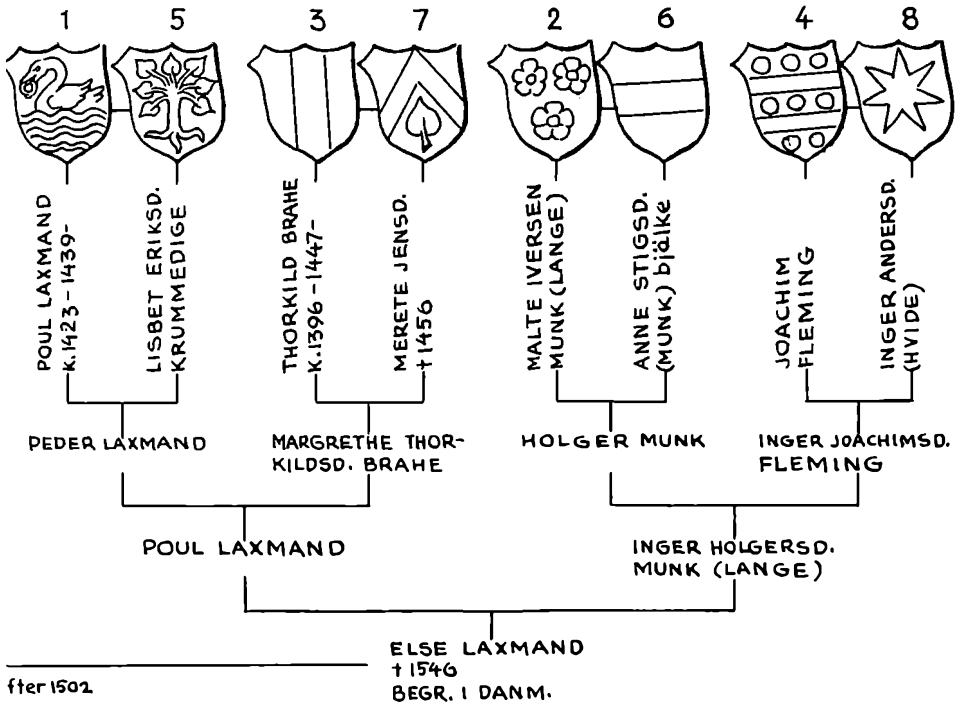 1 5 3 7 2 6 4 8
POUL LAXMAND
K.1423-1439-
LISBET ERIKSD.
KRUMMEDIGE
THORKILD BRAHE
K.1396-1447-
MERETE JENSD.
†1456
MALTE IVERSEN
MUNK (LANGE)
ANNE STIGSD.
(MUNK) bjälke
JOACHIM
FLEMING
INGER ANDERSD.
(HVIDE)
PEDER LAXMAND
MARGRETHE THOR-
KILDSD. BRAHE
HOLGER MUNK
INGER JOACHIMSD.
FLEMING
POUL LAXMAND
INGER HOLGERSD.
MUNK (LANGE)
ELSE LAXMAND
†1546
BEGR. I DANM.
fter 1502